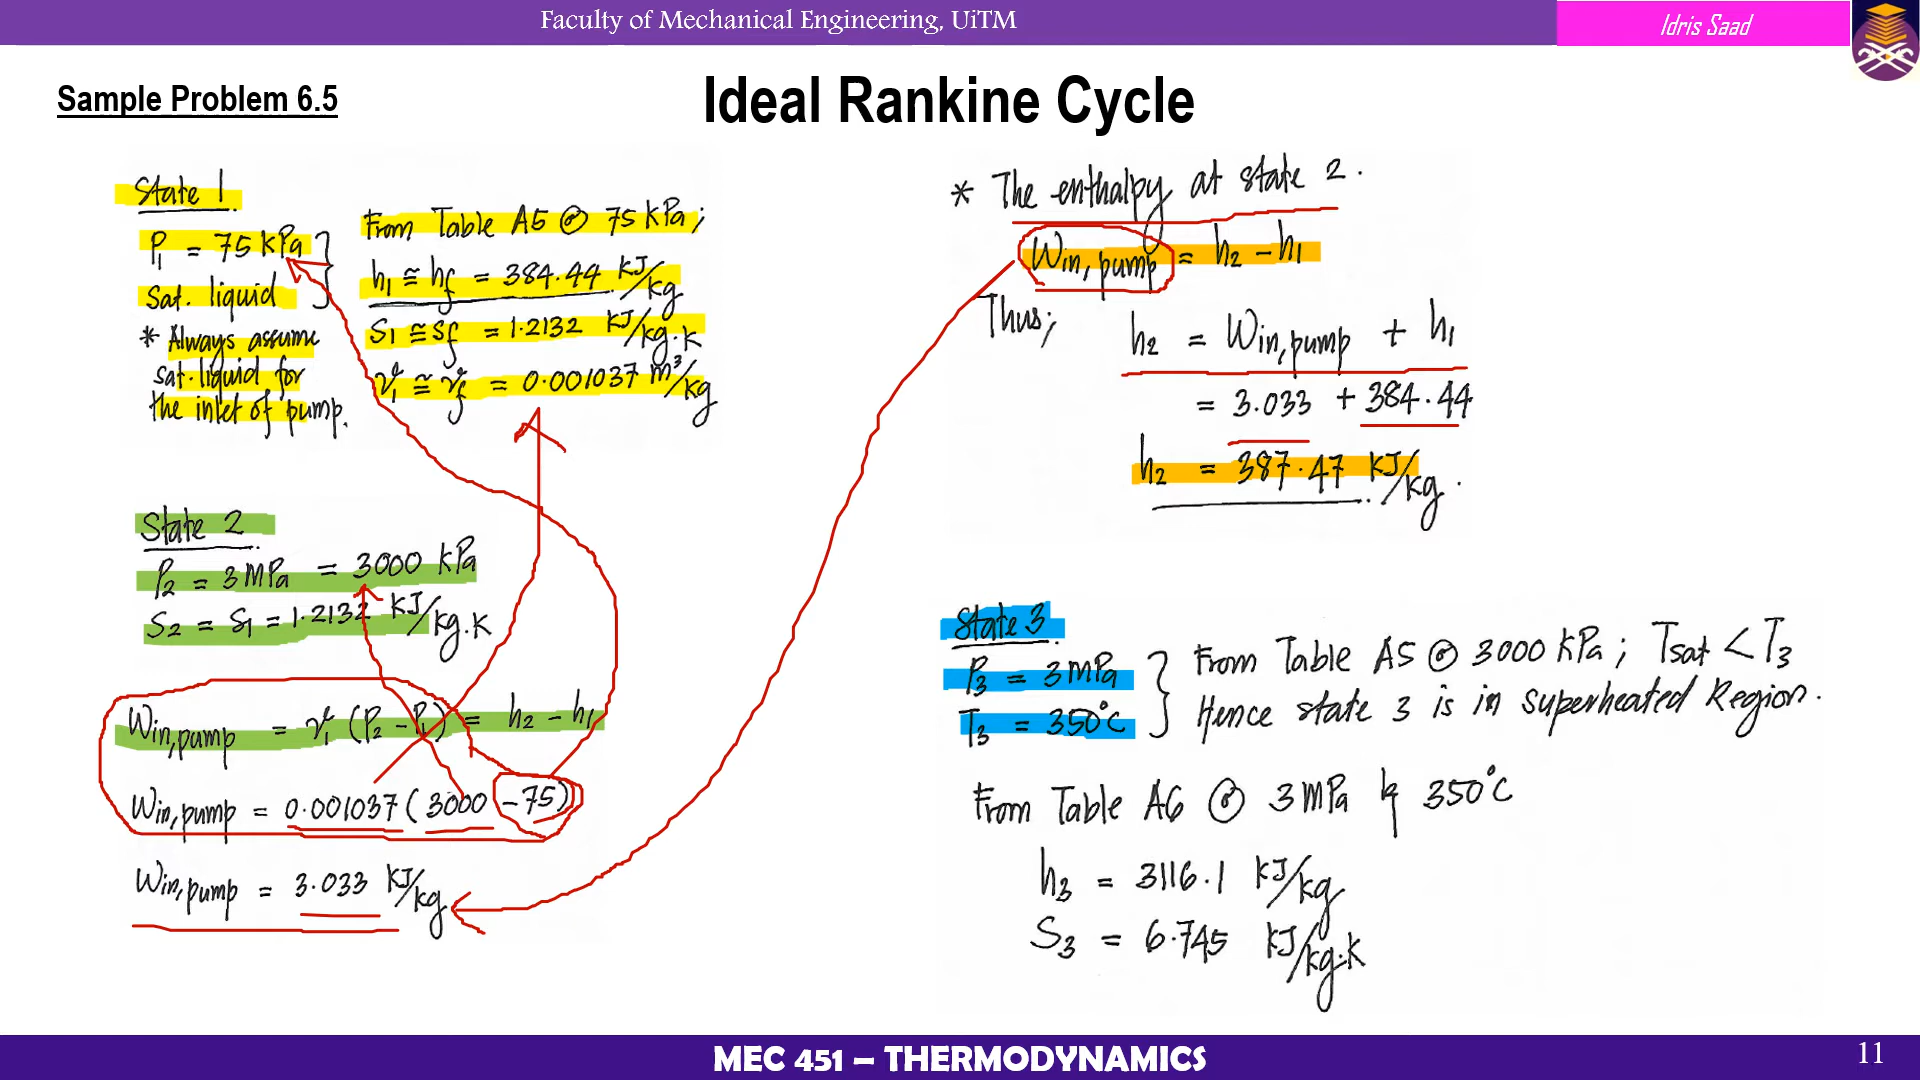 Faculty of Mechanical Engineering, UiTM
Idris Saad
Sample Problem 6.5
Ideal Rankine Cycle
State 1
P₁ = 75 kPa
Sat. liquid
* Always assume
sat. liquid for
the inlet of pump.
From Table A5 @ 75 kPa;
h₁ ≅ hf = 384.44 kJ/kg
S₁ ≅ Sf = 1.2132 kJ/kg.K
v₁ ≅ vf = 0.001037 m³/kg
State 2
P₂ = 3 MPa = 3000 kPa
S₂ = S₁ = 1.2132 kJ/kg.K
Win,pump = v₁ (P₂ - P₁) = h₂ - h₁
Win,pump = 0.001037 (3000 - 75)
Win,pump = 3.033 kJ/kg
* The enthalpy at state 2.
Win,pump = h₂ - h₁
Thus;
h₂ = Win,pump + h₁
= 3.033 + 384.44
h₂ = 387.47 kJ/kg.
State 3
P₃ = 3 MPa
T₃ = 350°C
From Table A5 @ 3000 kPa; Tsat < T₃
Hence state 3 is in superheated Region.
From Table A6 @ 3 MPa & 350°C
h₃ = 3116.1 kJ/kg
S₃ = 6.745 kJ/kg.K
MEC 451 – THERMODYNAMICS
11